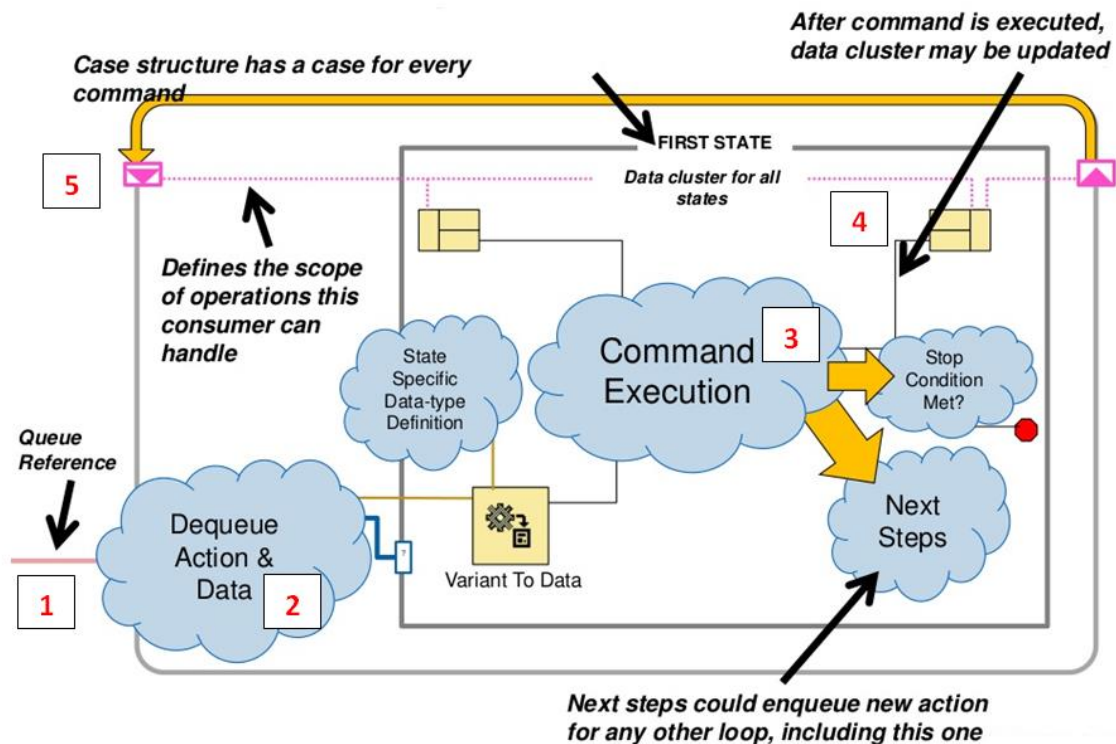 After command is executed,
data cluster may be updated
Case structure has a case for every
command
FIRST STATE
5
Data cluster for all
states
4
Defines the scope
of operations this
consumer can
handle
State
Specific
Data-type
Definition
Command
Execution
3
Stop
Condition
Met?
Queue
Reference
Dequeue
Action &
Data
?
Variant To Data
Next
Steps
1
2
Next steps could enqueue new action
for any other loop, including this one